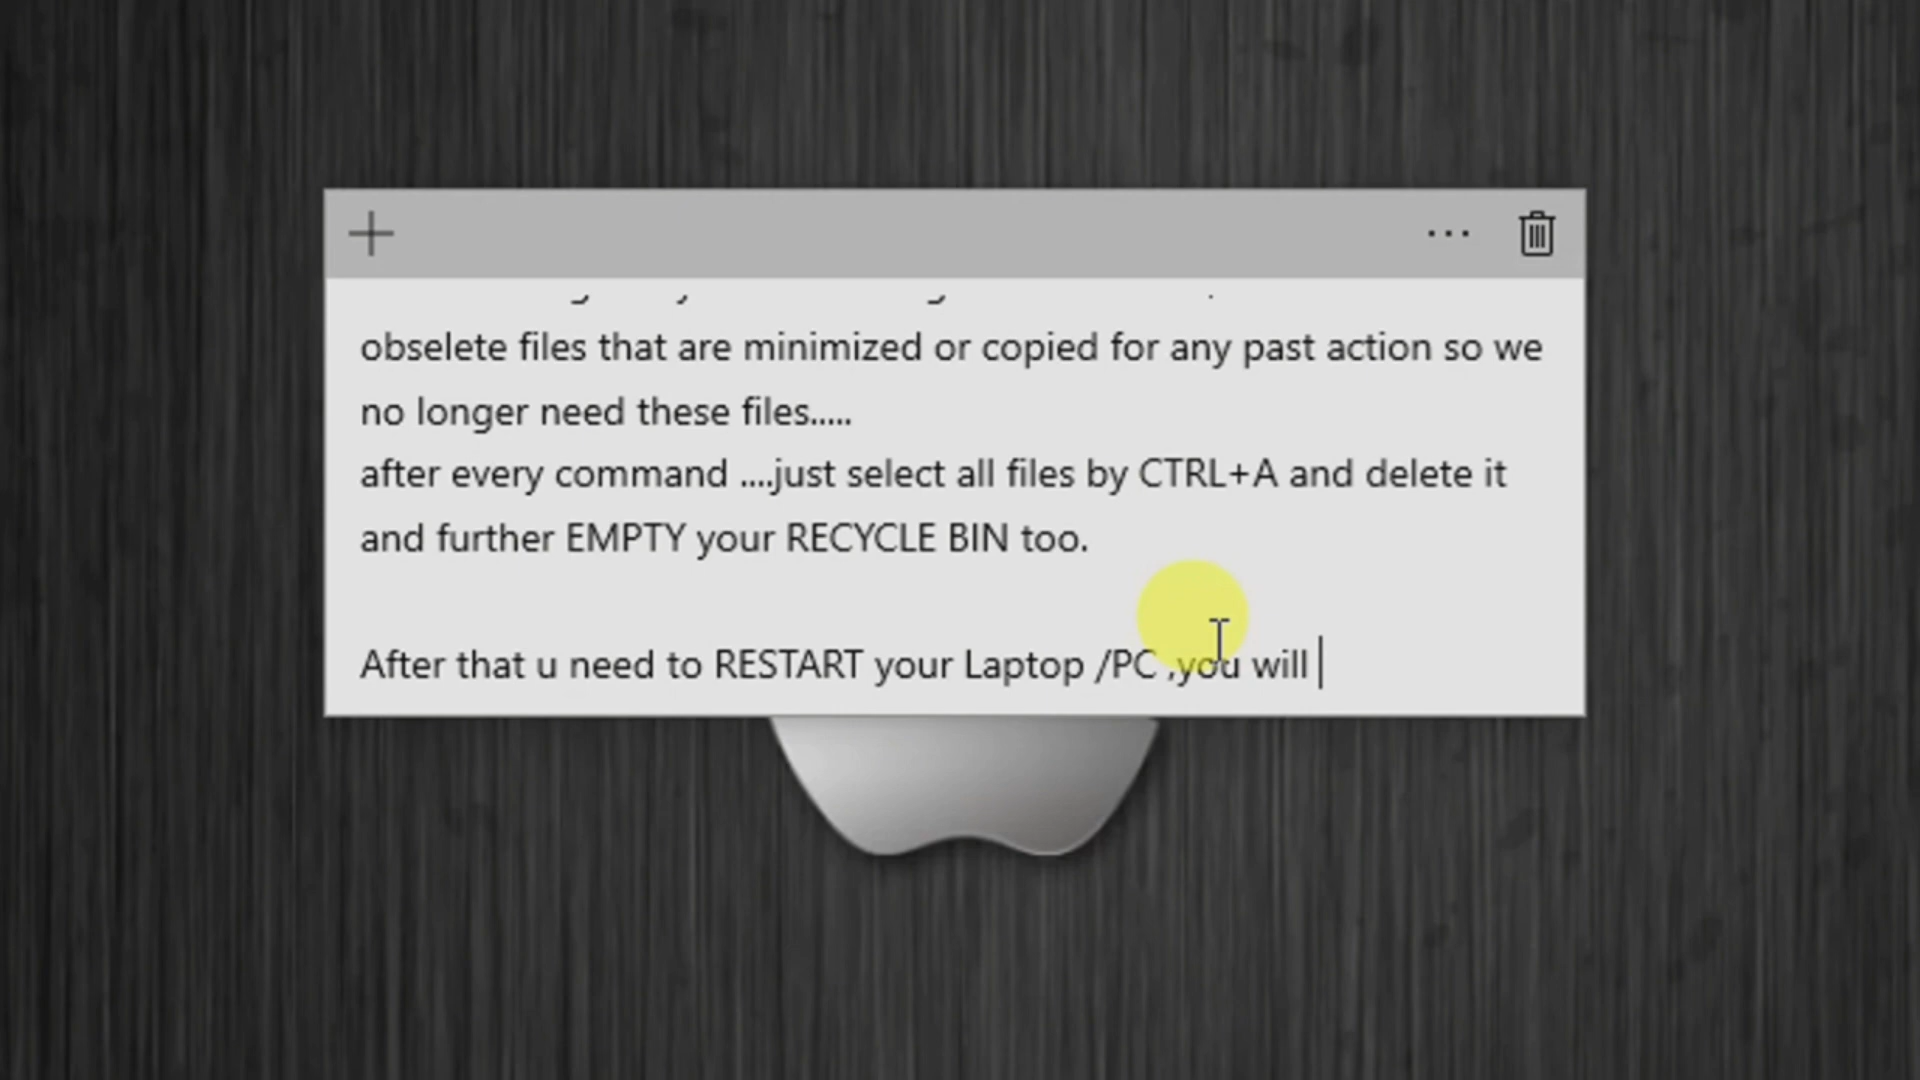 obselete files that are minimized or copied for any past action so we
no longer need these files.....
after every command ....just select all files by CTRL+A and delete it
and further EMPTY your RECYCLE BIN too.
After that u need to RESTART your Laptop /PC ,you will